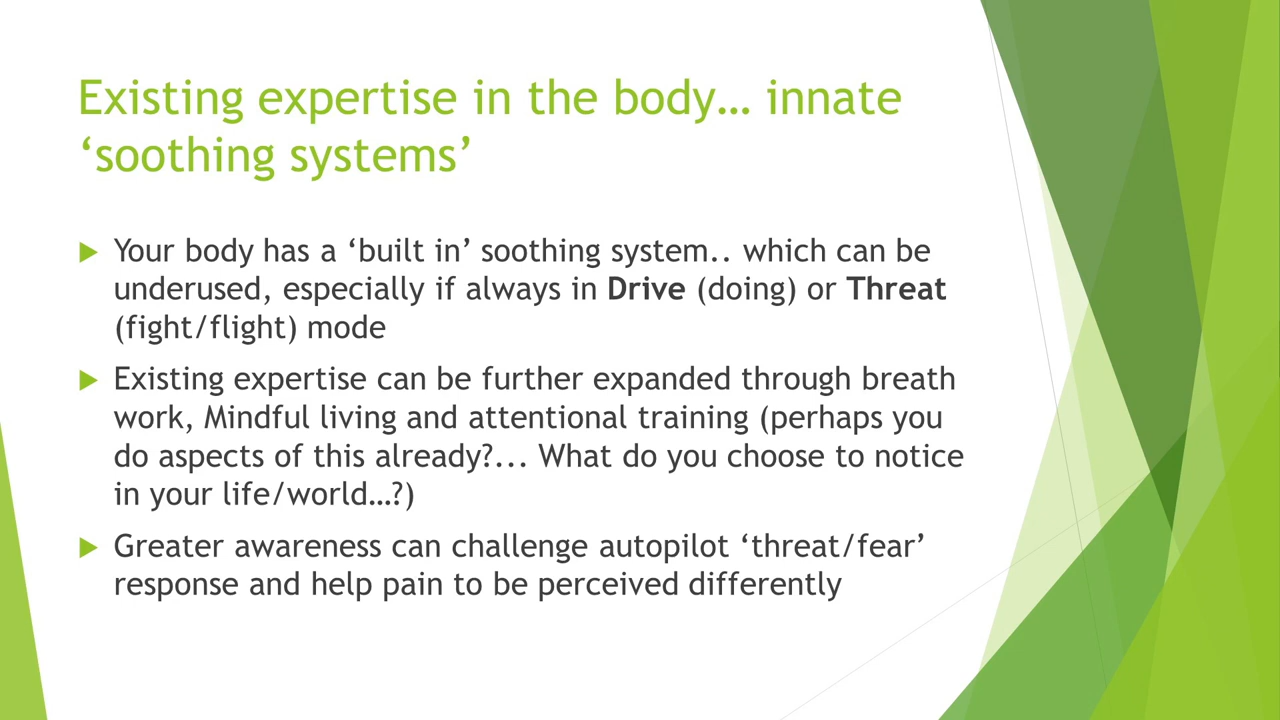 Existing expertise in the body… innate
‘soothing systems’
Your body has a ‘built in’ soothing system.. which can be
underused, especially if always in Drive (doing) or Threat
(fight/flight) mode
Existing expertise can be further expanded through breath
work, Mindful living and attentional training (perhaps you
do aspects of this already?... What do you choose to notice
in your life/world…?)
Greater awareness can challenge autopilot ‘threat/fear’
response and help pain to be perceived differently